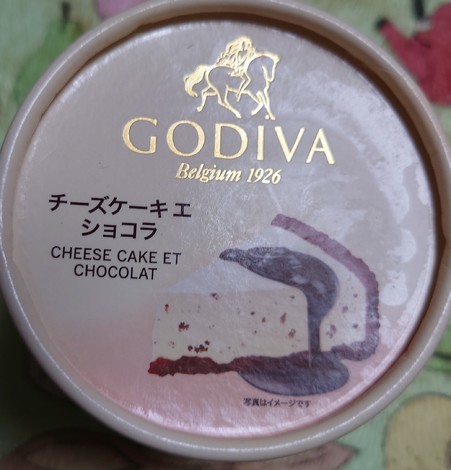 GODIVA
Belgium 1926
チーズケーキ エ
ショコラ
CHEESE CAKE ET
CHOCOLAT
写真はイメージです